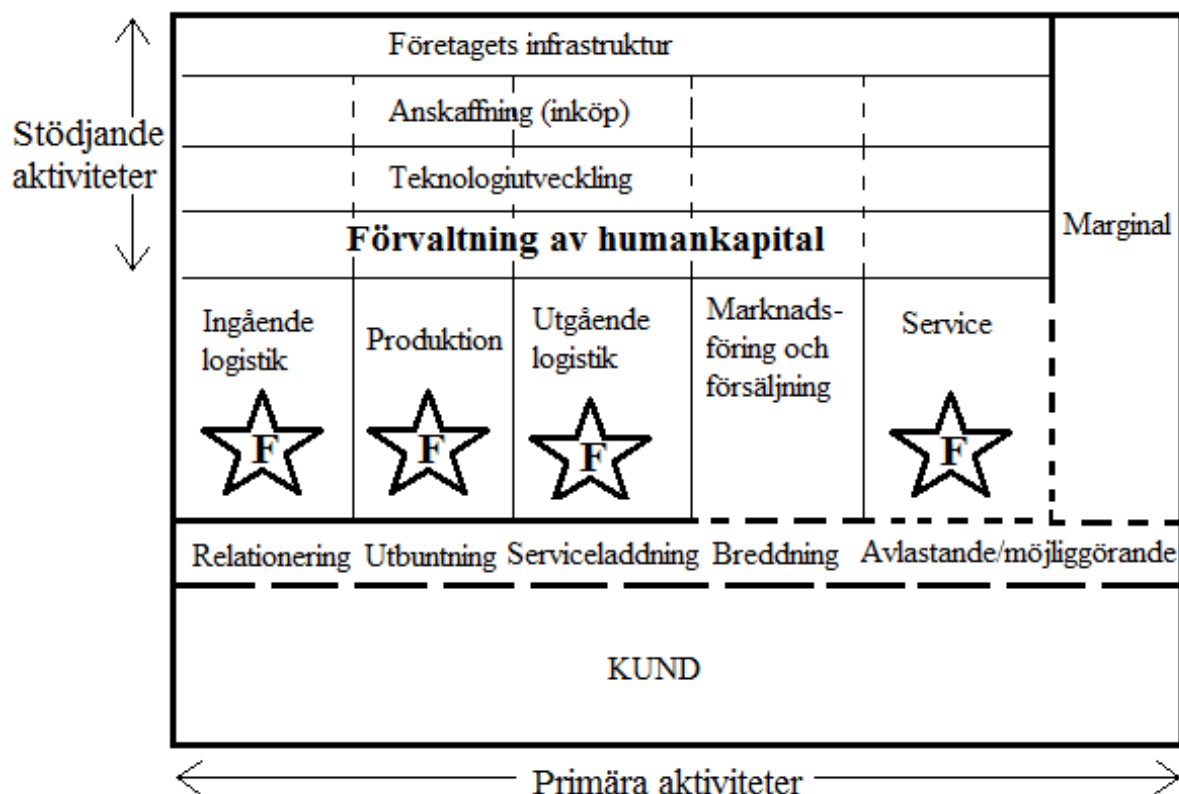 Företagets infrastruktur
Anskaffning (inköp)
Stödjande
aktiviteter
Teknologiutveckling
Förvaltning av humankapital
Marginal
Ingående
logistik
Produktion
Utgående
logistik
Marknads-
föring och
försäljning
Service
F
F
F
F
Relationering
Utbuntning
Serviceladdning
Breddning
Avlastande/möjliggörande
KUND
Primära aktiviteter